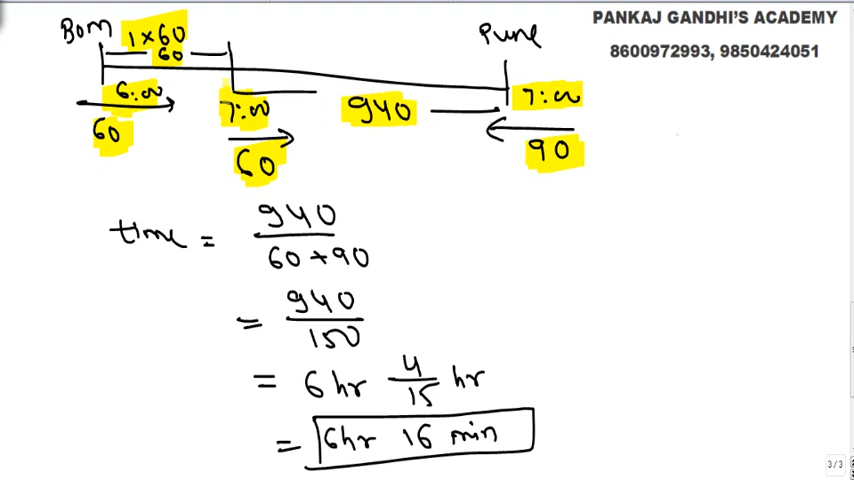 PANKAJ GANDHI'S ACADEMY
8600972993, 9850424051
Bom 1×60 Pune
60
6:00 7:00 940 7:00
60 60 90
time = 940
60+90
= 940
150
= 6 hr 4/15 hr
= 6hr 16 min
3/3